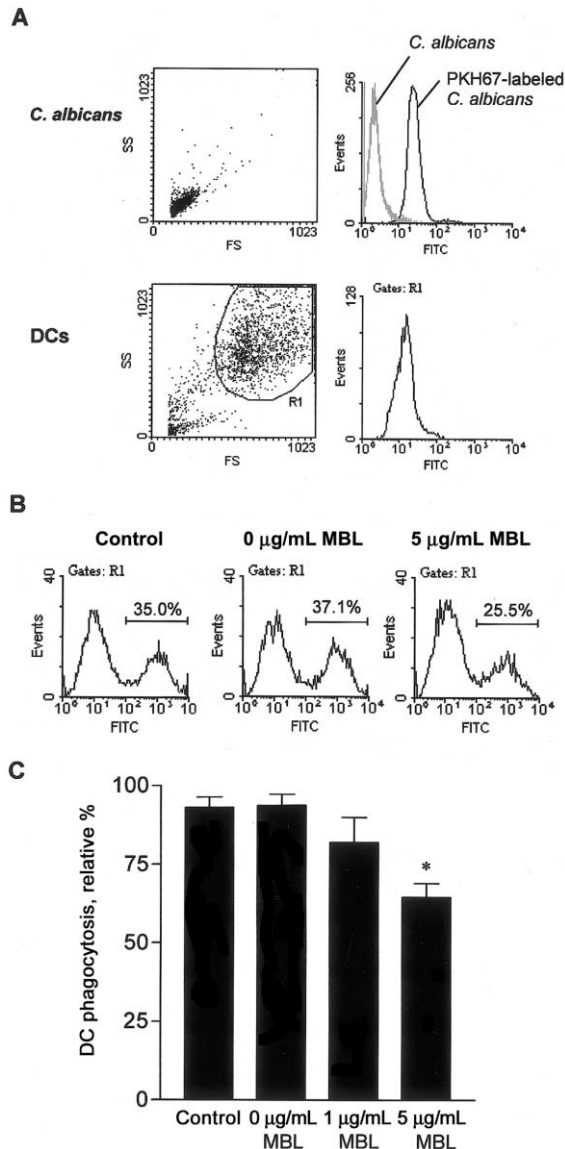 A
C. albicans
1023
SS
0
0
FS
1023
C. albicans
PKH67-labeled
C. albicans
256
Events
0
10⁰ 10¹ 10² 10³ 10⁴
FITC
DCs
1023
SS
0
R1
0
FS
1023
Gates: R1
128
Events
0
10⁰ 10¹ 10² 10³ 10⁴
FITC
B
Control
Gates: R1
40
Events
0
35.0%
10⁰ 10¹ 10² 10³ 10⁴
FITC
0 µg/mL MBL
Gates: R1
40
Events
0
37.1%
10⁰ 10¹ 10² 10³ 10⁴
FITC
5 µg/mL MBL
Gates: R1
40
Events
0
25.5%
10⁰ 10¹ 10² 10³ 10⁴
FITC
C
DC phagocytosis, relative %
100
75
50
25
0
*
Control
0 µg/mL
MBL
1 µg/mL
MBL
5 µg/mL
MBL